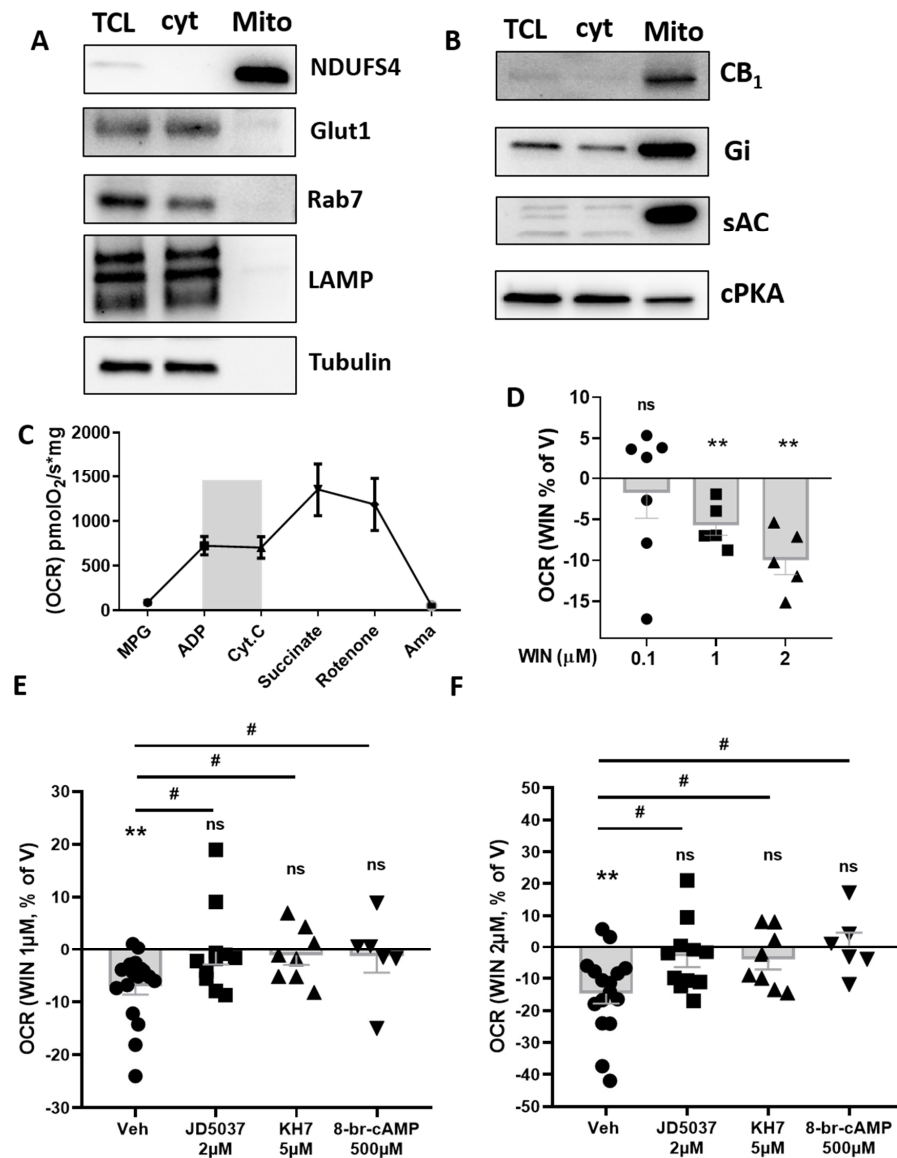 A
TCL cyt Mito
NDUFS4
Glut1
Rab7
LAMP
Tubulin
B
TCL cyt Mito
CB1
Gi
sAC
cPKA
C
(OCR) pmolO2/s*mg
2000
1500
1000
500
0
MPG
ADP
Cyt.C
Succinate
Rotenone
Ama
D
OCR (WIN % of V)
10
5
0
-5
-10
-15
ns ** **
WIN (µM) 0.1 1 2
E
OCR (WIN 1µM, % of V)
30
20
10
0
-10
-20
-30
#
#
#
** ns ns ns
Veh JD5037 KH7 8-br-cAMP
2µM 5µM 500µM
F
OCR (WIN 2µM, % of V)
50
40
30
20
10
0
-10
-20
-30
-40
-50
#
#
#
** ns ns ns
Veh JD5037 KH7 8-br-cAMP
2µM 5µM 500µM